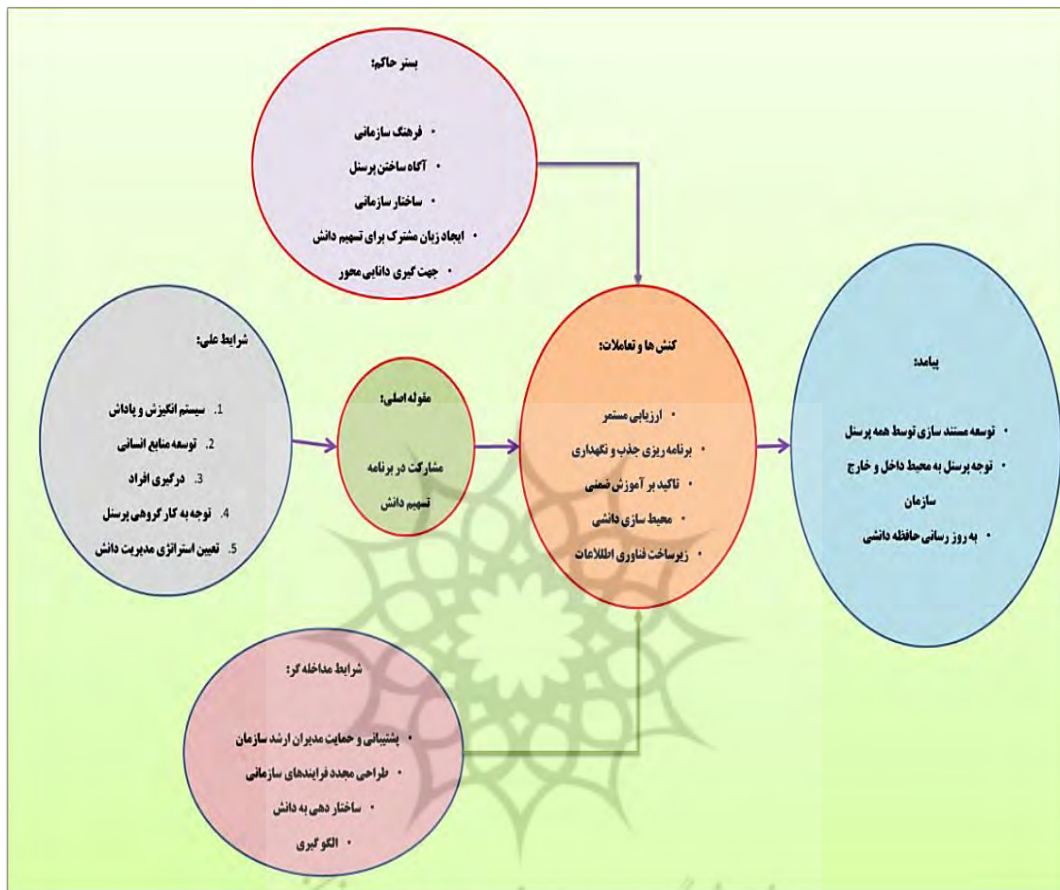 بستر حاکم:
• فرهنگ سازمانی
• آگاه ساختن پرسنل
• ساختار سازمانی
• ایجاد زبان مشترک برای تسهیم دانش
• جهت گیری دانایی محور
شرایط علی:
1. سیستم انگیزش و پاداش
2. توسعه منابع انسانی
3. درگیری افراد
4. توجه به کار گروهی پرسنل
5. تعیین استراتژی مدیریت دانش
مقوله اصلی:
مشارکت در برنامه
تسهیم دانش
کنش ها و تعاملات:
• ارزیابی مستمر
• برنامه ریزی جذب و نگهداری
• تاکید بر آموزش ضمنی
• محیط سازی دانشی
• زیرساخت فناوری اطلاعات
پیامد:
• توسعه مستند سازی توسط همه پرسنل
• توجه پرسنل به محیط داخل و خارج
سازمان
• به روز رسانی حافظه دانشی
شرایط مداخله گر:
• پشتیبانی و حمایت مدیران ارشد سازمان
• طراحی مجدد فرایندهای سازمانی
• ساختار دهی به دانش
• الگو گیری